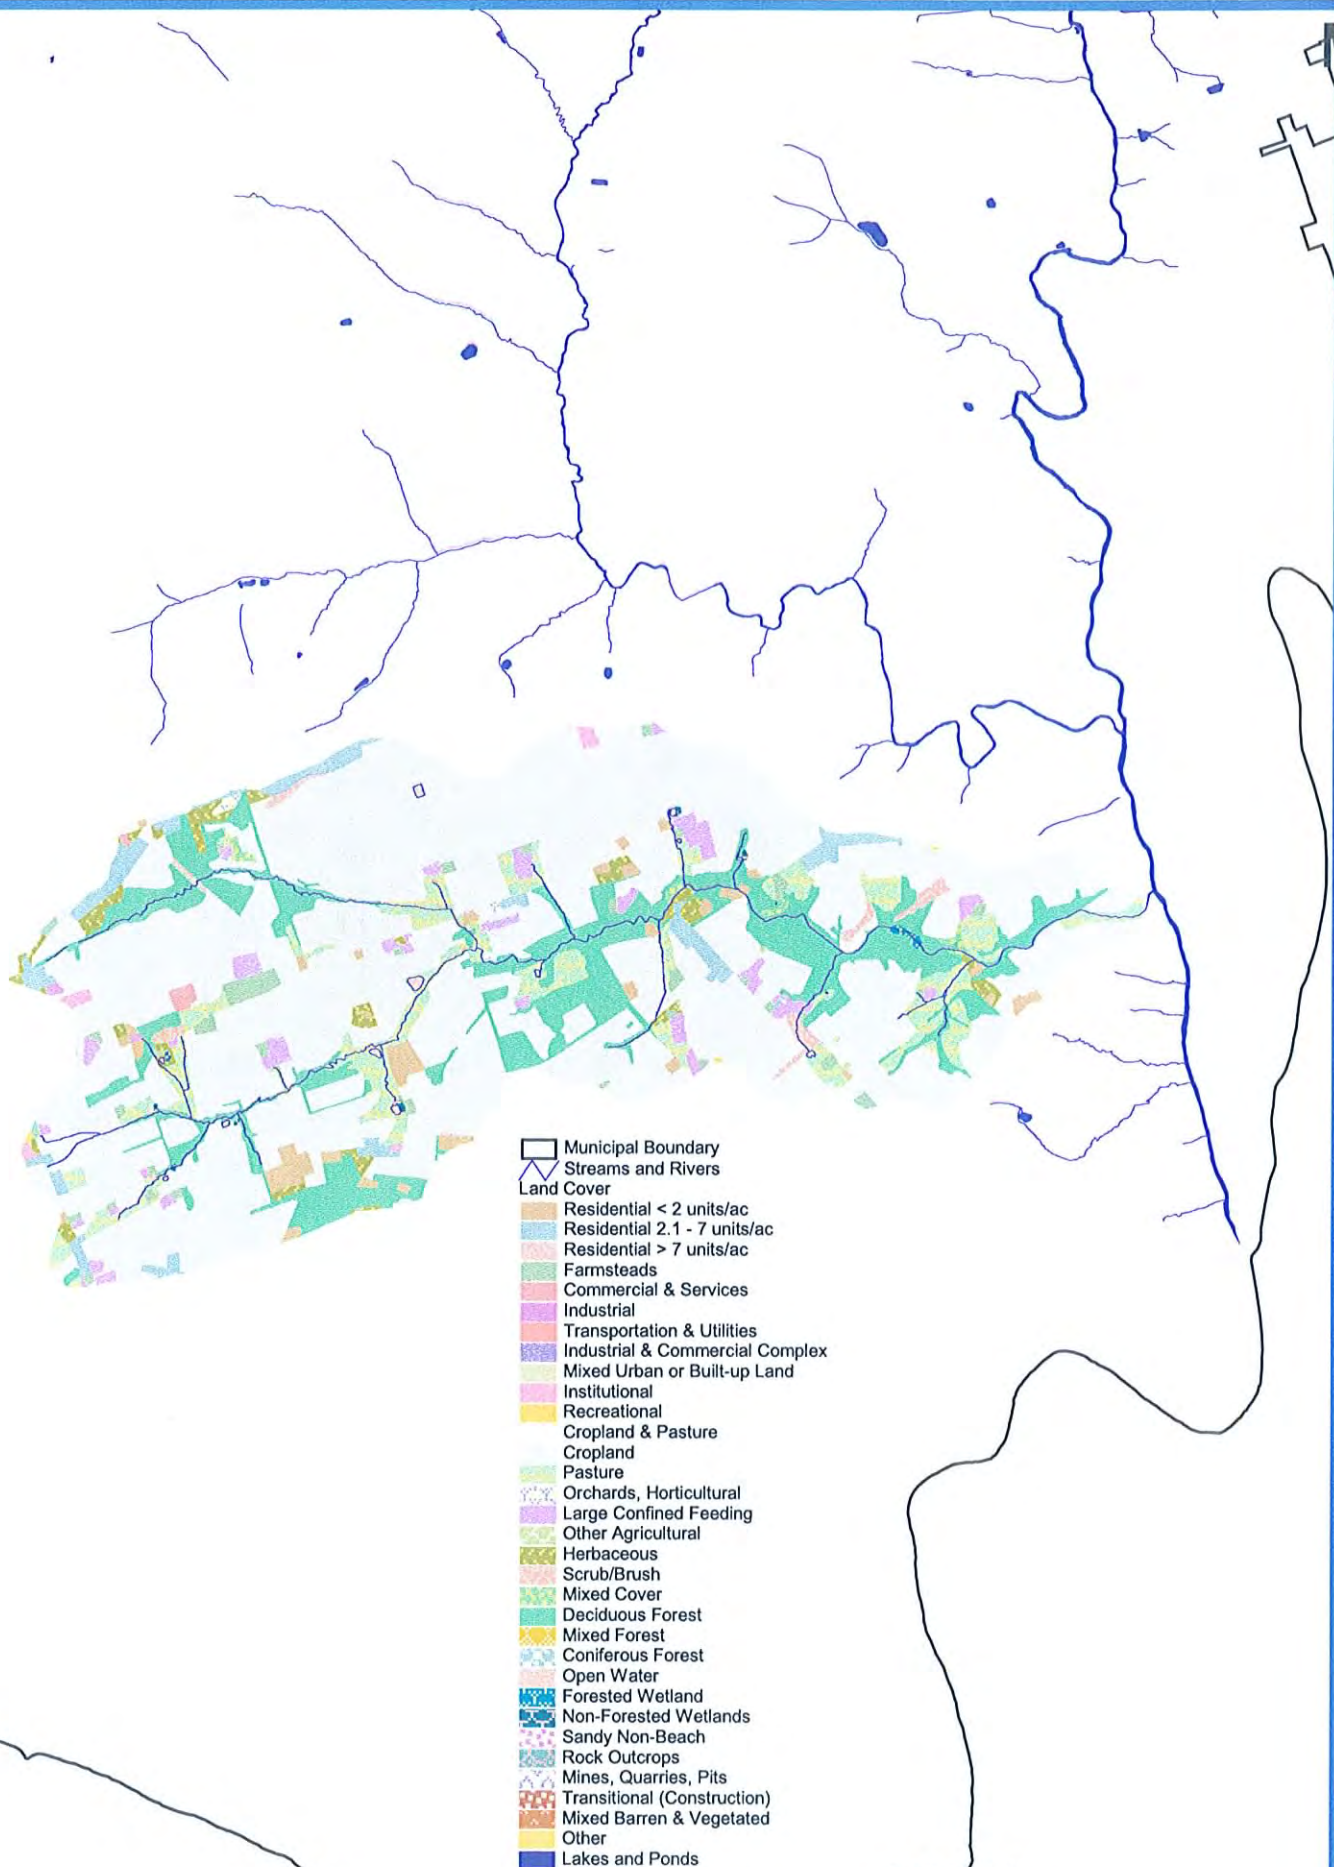 Municipal Boundary
Streams and Rivers
Land Cover
Residential < 2 units/ac
Residential 2.1 - 7 units/ac
Residential > 7 units/ac
Farmsteads
Commercial & Services
Industrial
Transportation & Utilities
Industrial & Commercial Complex
Mixed Urban or Built-up Land
Institutional
Recreational
Cropland & Pasture
Cropland
Pasture
Orchards, Horticultural
Large Confined Feeding
Other Agricultural
Herbaceous
Scrub/Brush
Mixed Cover
Deciduous Forest
Mixed Forest
Coniferous Forest
Open Water
Forested Wetland
Non-Forested Wetlands
Sandy Non-Beach
Rock Outcrops
Mines, Quarries, Pits
Transitional (Construction)
Mixed Barren & Vegetated
Other
Lakes and Ponds